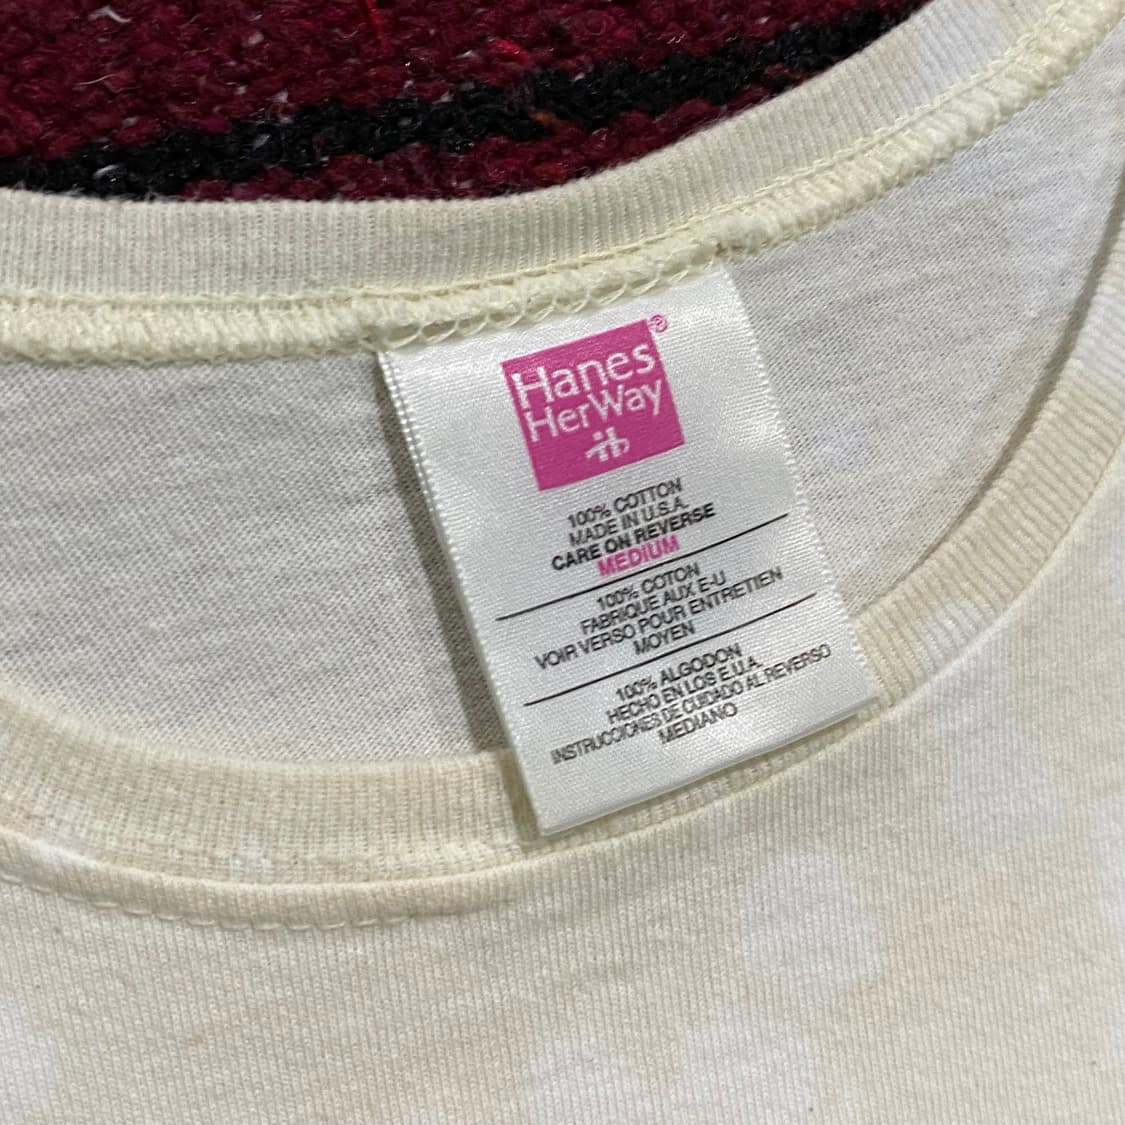 Hanes
HerWay
®
100% COTTON
MADE IN U.S.A.
CARE ON REVERSE
MEDIUM
100% COTON
FABRIQUE AUX E-U
VOIR VERSO POUR ENTRETIEN
MOYEN
100% ALGODON
HECHO EN LOS E.U.A.
INSTRUCCIONES DE CUIDADO AL REVERSO
MEDIANO